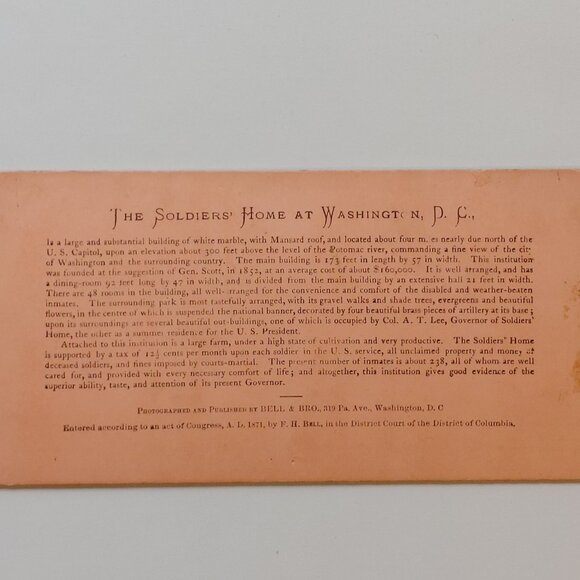 THE SOLDIERS' HOME AT WASHINGTON, D. C.,
Is a large and substantial building of white marble, with Mansard roof, and located about four m. es nearly due north of the
U. S. Capitol, upon an elevation about 300 feet above the level of the Potomac river, commanding a fine view of the city
of Washington and the surrounding country. The main building is 173 feet in length by 57 in width. This institution
was founded at the suggestion of Gen. Scott, in 1852, at an average cost of about $160,000. It is well arranged, and has
a dining-room 92 feet long by 47 in width, and is divided from the main building by an extensive hall 21 feet in width.
There are 48 rooms in the building, all well-arranged for the convenience and comfort of the disabled and weather-beaten
inmates. The surrounding park is most tastefully arranged, with its gravel walks and shade trees, evergreens and beautiful
flowers, in the centre of which is suspended the national banner, decorated by four beautiful brass pieces of artillery at its base;
upon its surroundings are several beautiful out-buildings, one of which is occupied by Col. A. T. Lee, Governor of Soldiers'
Home, the other as a summer residence for the U. S. President.
Attached to this institution is a large farm, under a high state of cultivation and very productive. The Soldiers' Home
is supported by a tax of 12½ cents per month upon each soldier in the U. S. service, all unclaimed property and money of
deceased soldiers, and fines imposed by courts-martial. The present number of inmates is about 238, all of whom are well
cared for, and provided with every necessary comfort of life; and altogether, this institution gives good evidence of the
superior ability, taste, and attention of its present Governor.
PHOTOGRAPHED AND PUBLISHED BY BELL & BRO., 319 PA. AVE., WASHINGTON, D. C
Entered according to an act of Congress, A. D. 1871, by F. H. BELL, in the District Court of the District of Columbia.